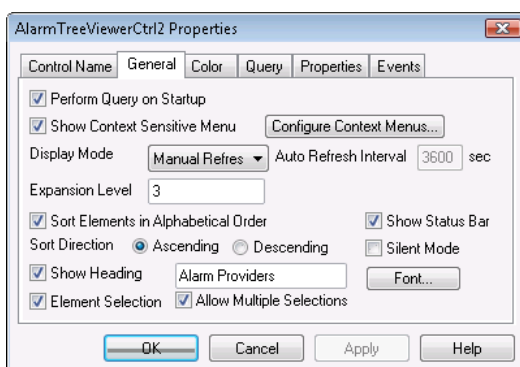 AlarmTreeViewerCtrl2 Properties
Control Name General Color Query Properties Events
Perform Query on Startup
Show Context Sensitive Menu Configure Context Menus...
Display Mode Manual Refres Auto Refresh Interval 3600 sec
Expansion Level 3
Sort Elements in Alphabetical Order Show Status Bar
Sort Direction Ascending Descending Silent Mode
Show Heading Alarm Providers Font...
Element Selection Allow Multiple Selections
OK Cancel Apply Help